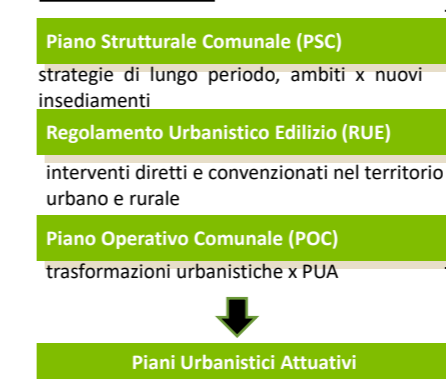 Piano Strutturale Comunale (PSC)
strategie di lungo periodo, ambiti x nuovi
insediamenti
Regolamento Urbanistico Edilizio (RUE)
interventi diretti e convenzionati nel territorio
urbano e rurale
Piano Operativo Comunale (POC)
trasformazioni urbanistiche x PUA
Piani Urbanistici Attuativi